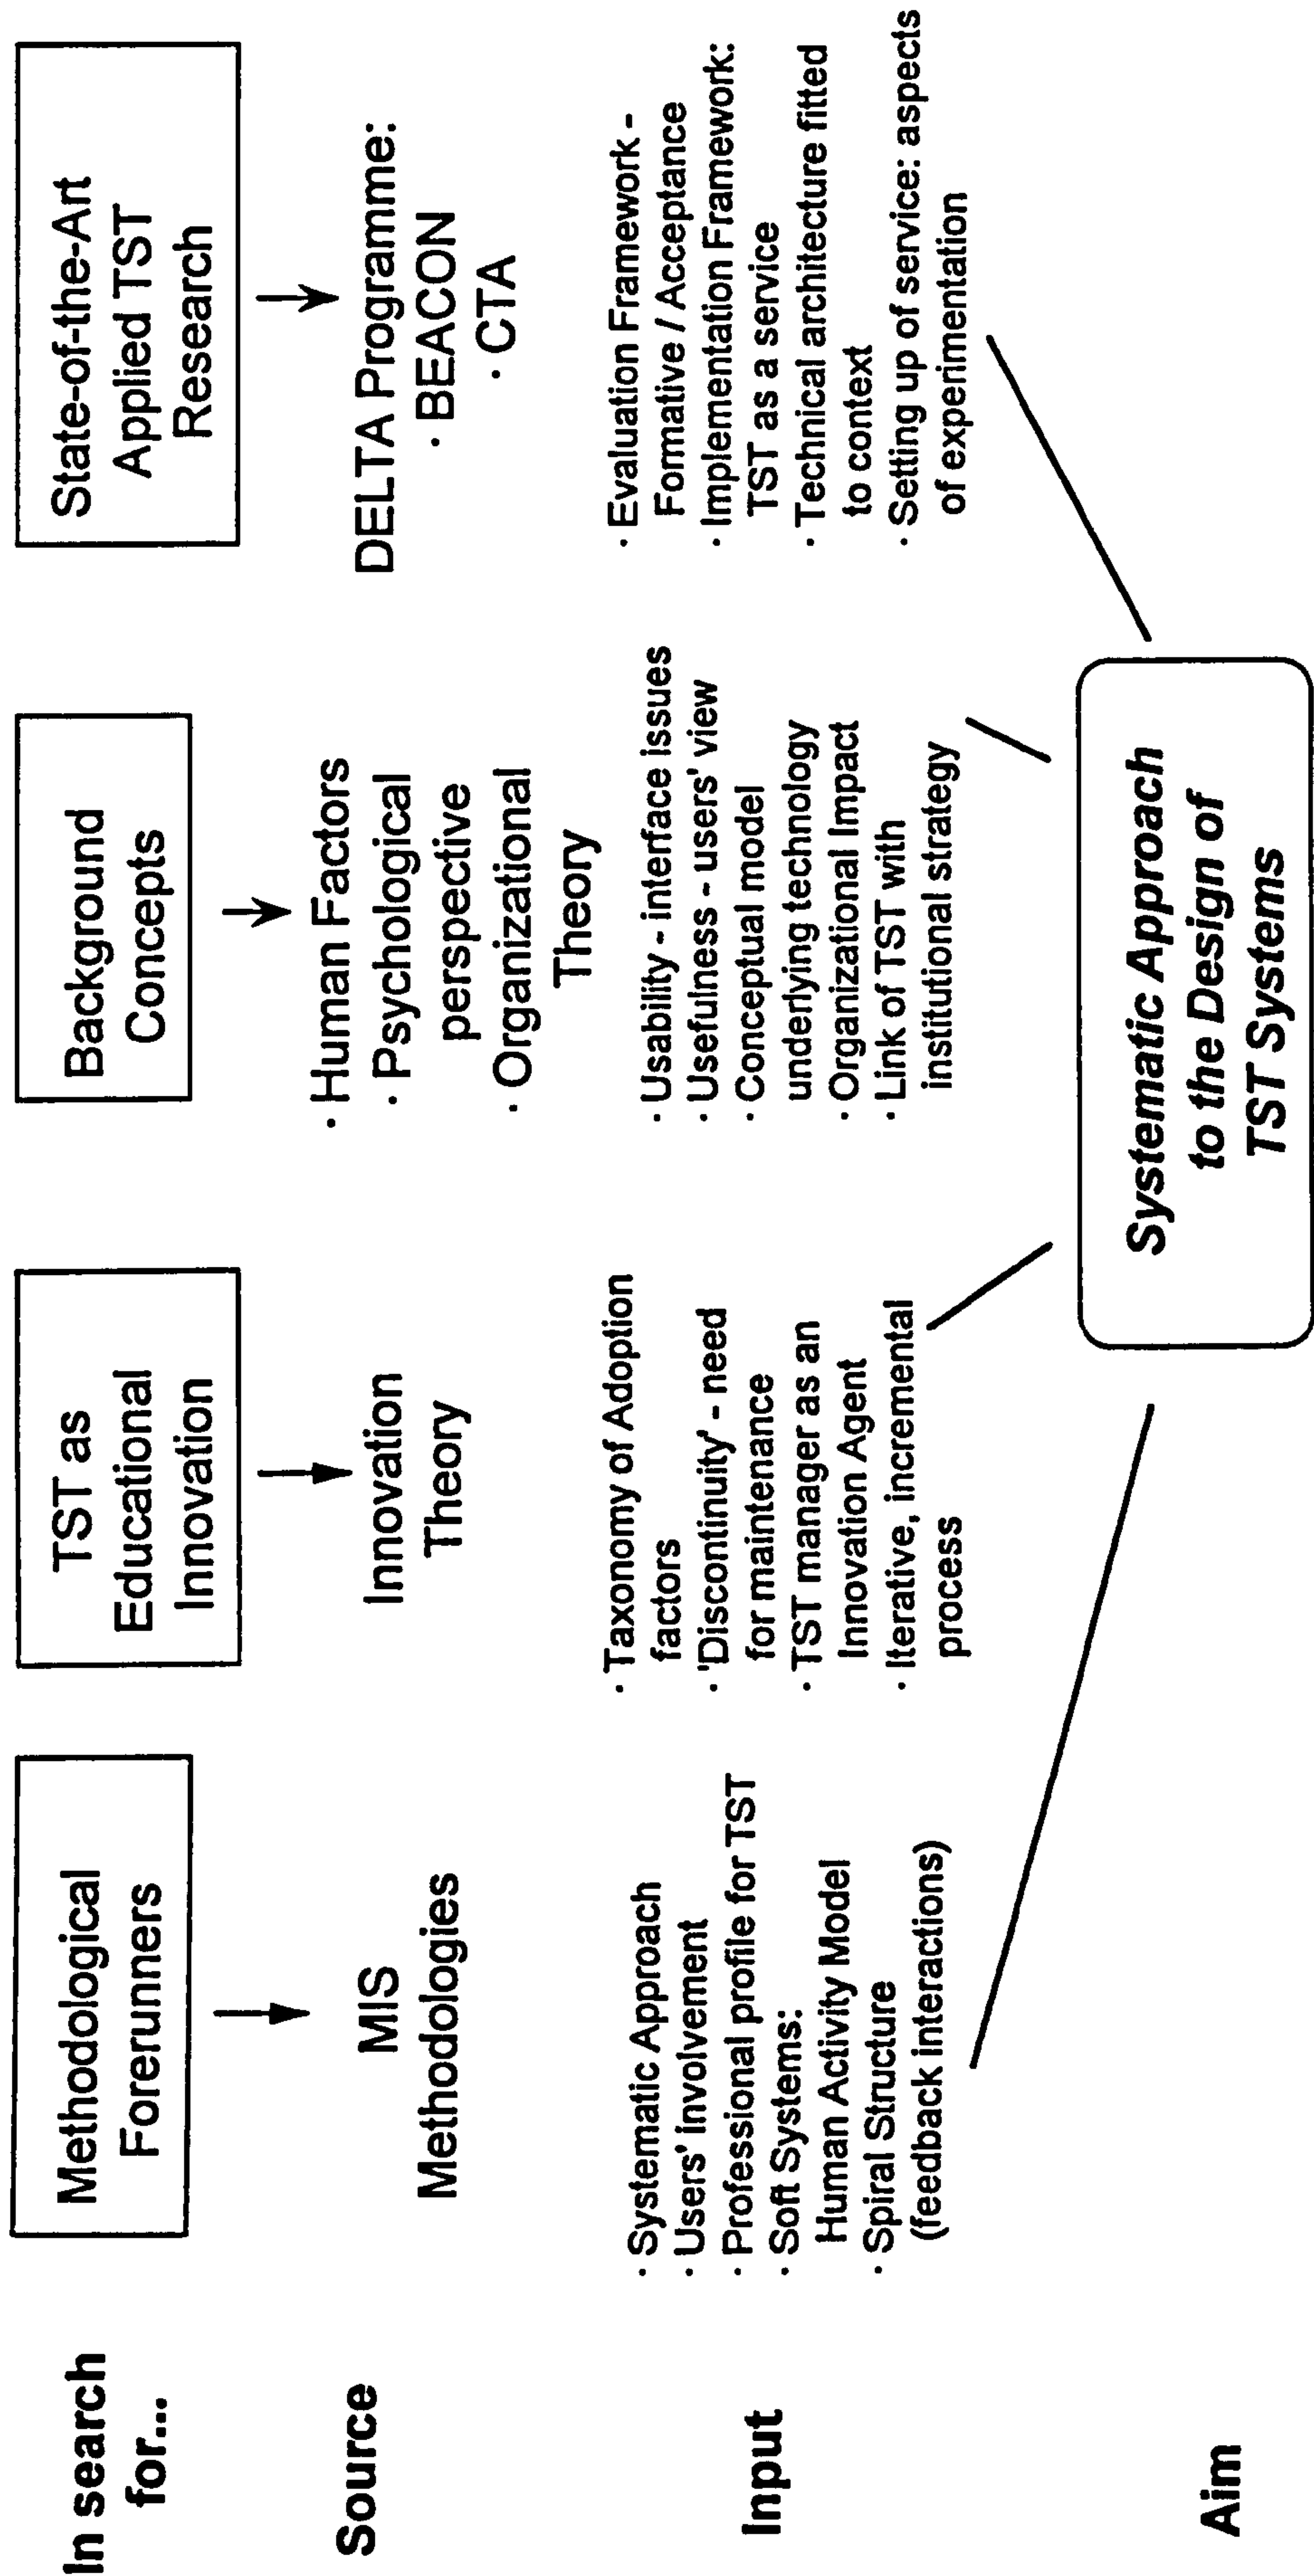 In search
for...
Methodological
Forerunners
TST as
Educational
Innovation
Background
Concepts
State-of-the-Art
Applied TST
Research
Source
MIS
Methodologies
Innovation
Theory
· Human Factors
· Psychological
perspective
· Organizational
Theory
DELTA Programme:
· BEACON
· CTA
Input
· Systematic Approach
· Users' Involvement
· Professional profile for TST
· Soft Systems:
Human Activity Model
· Spiral Structure
(feedback interactions)
· Taxonomy of Adoption
factors
· 'Discontinuity' - need
for maintenance
· TST manager as an
Innovation Agent
· Iterative, incremental
process
· Usability - interface issues
· Usefulness - users' view
· Conceptual model
underlying technology
· Organizational Impact
· Link of TST with
institutional strategy
· Evaluation Framework -
Formative / Acceptance
· Implementation Framework:
TST as a service
· Technical architecture fitted
to context
· Setting up of service: aspects
of experimentation
Aim
Systematic Approach
to the Design of
TST Systems